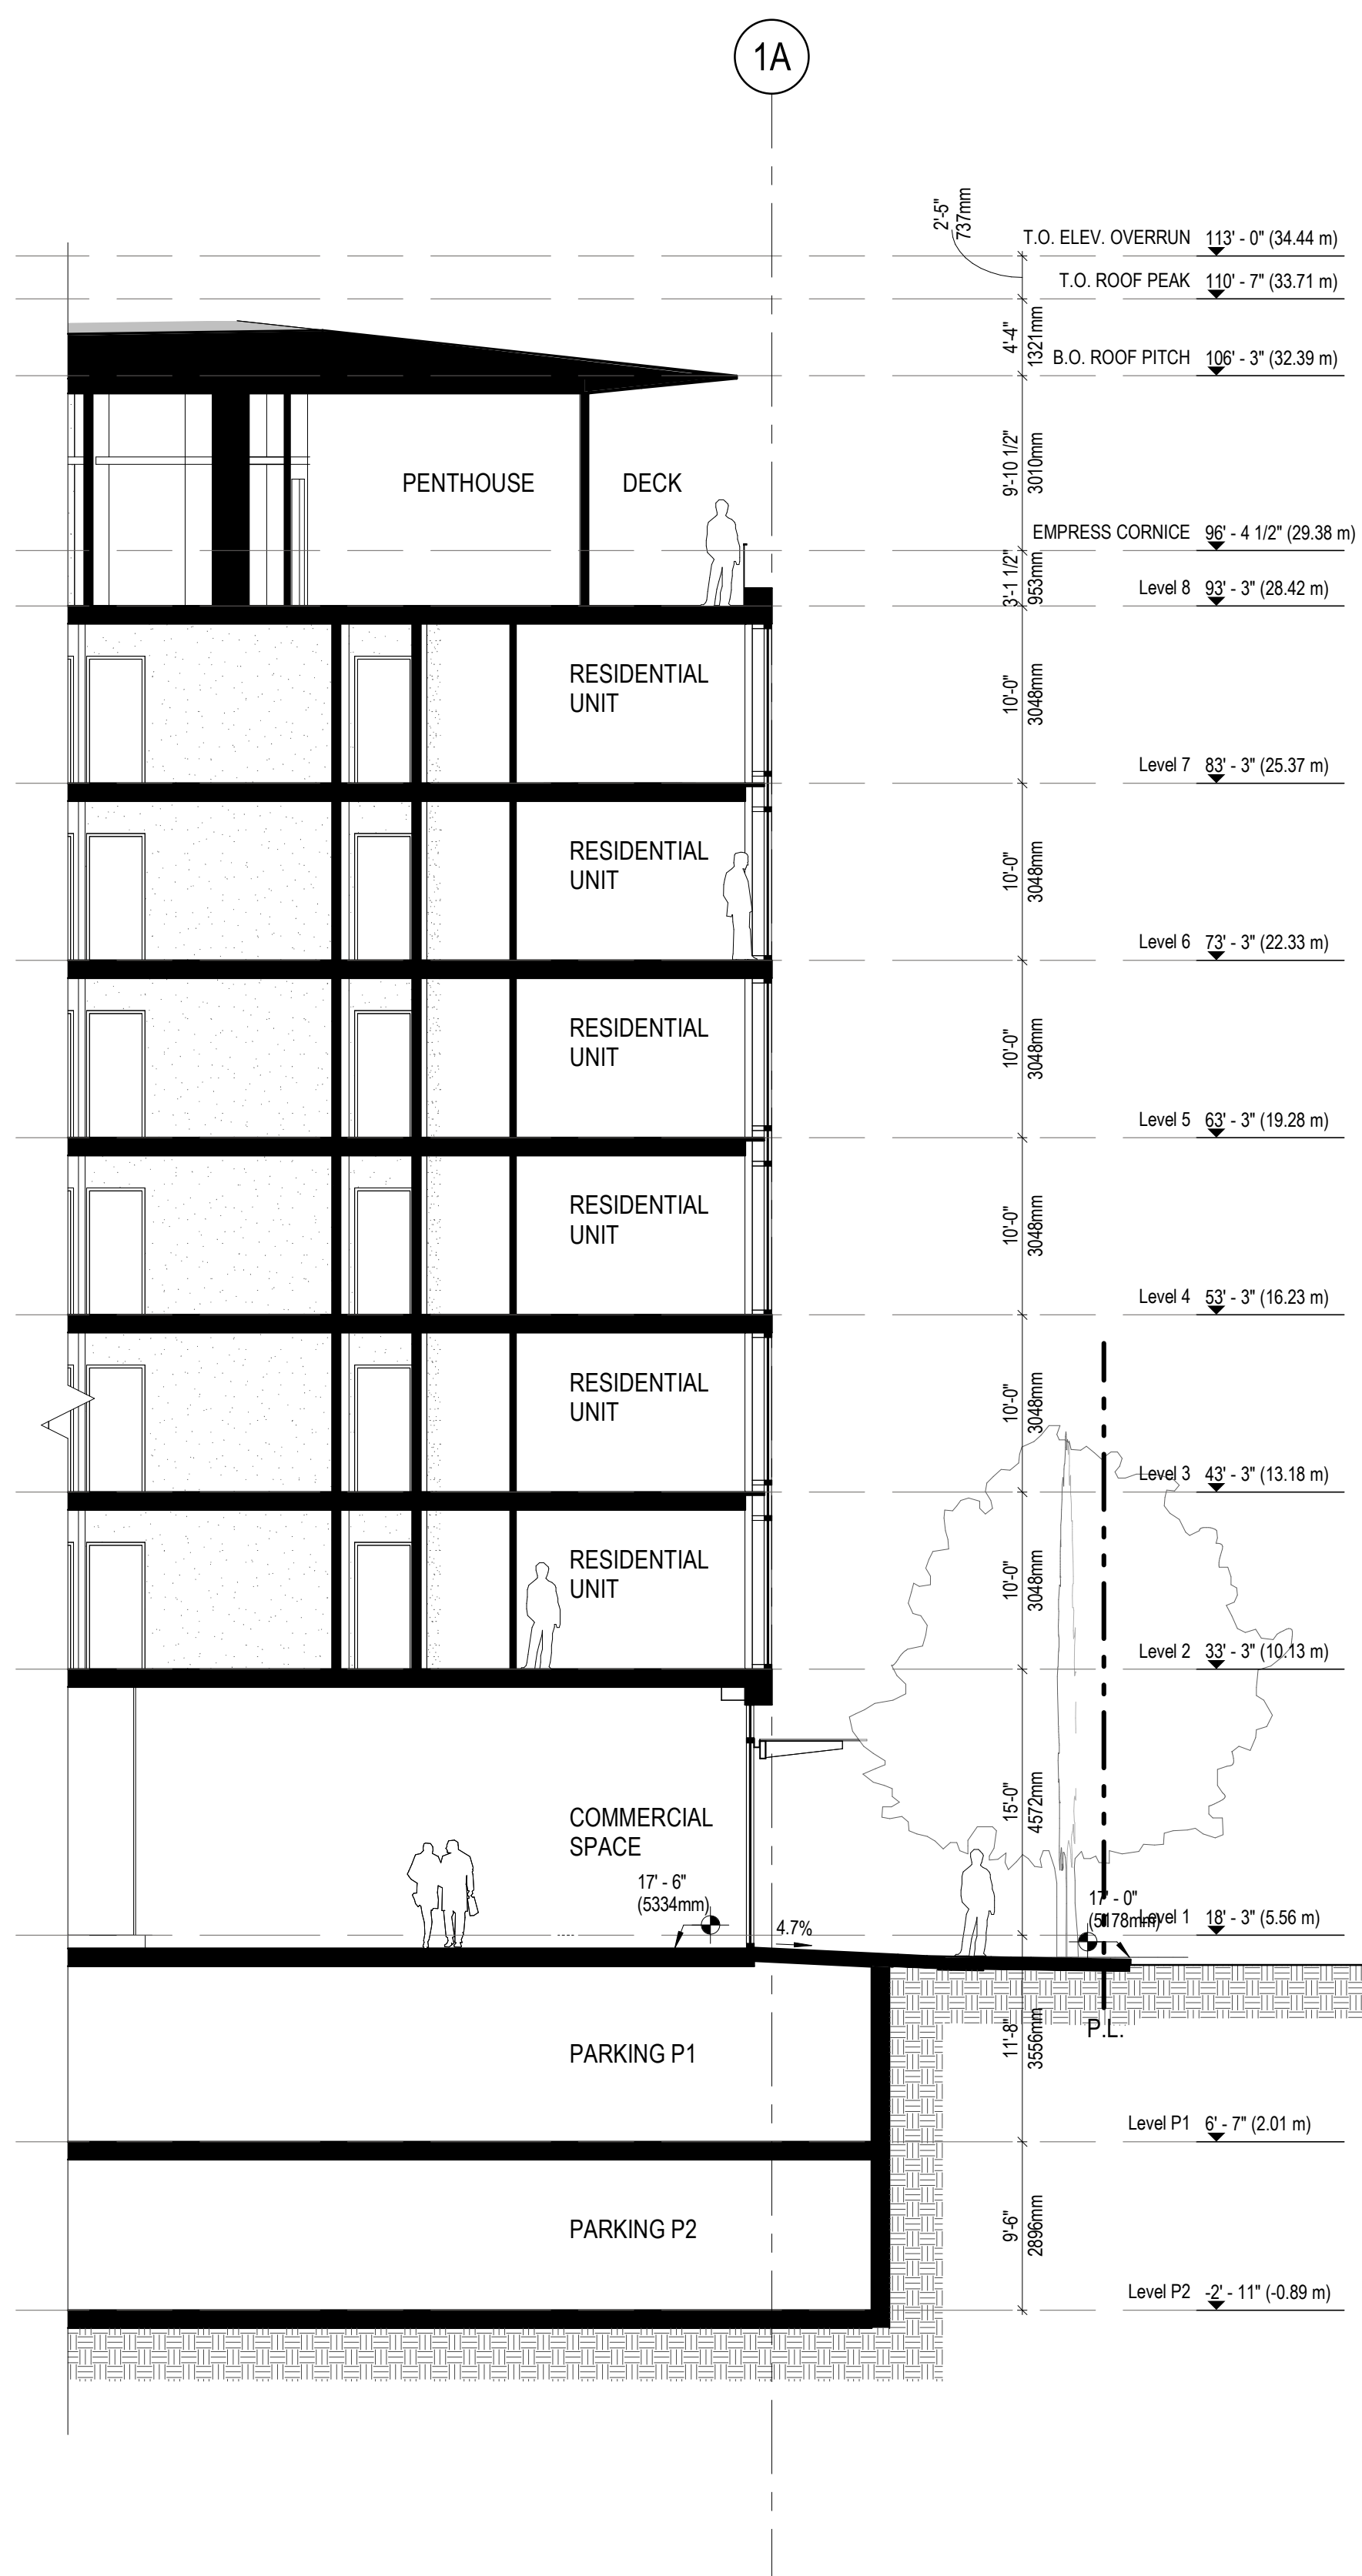 1A
2'-5"
737mm
T.O. ELEV. OVERRUN 113' - 0" (34.44 m)
T.O. ROOF PEAK 110' - 7" (33.71 m)
4'-4"
1321mm
B.O. ROOF PITCH 106' - 3" (32.39 m)
9'-10 1/2"
3010mm
PENTHOUSE DECK
EMPRESS CORNICE 96' - 4 1/2" (29.38 m)
3'-1 1/2"
953mm
Level 8 93' - 3" (28.42 m)
RESIDENTIAL
UNIT
10'-0"
3048mm
Level 7 83' - 3" (25.37 m)
RESIDENTIAL
UNIT
10'-0"
3048mm
Level 6 73' - 3" (22.33 m)
RESIDENTIAL
UNIT
10'-0"
3048mm
Level 5 63' - 3" (19.28 m)
RESIDENTIAL
UNIT
10'-0"
3048mm
Level 4 53' - 3" (16.23 m)
RESIDENTIAL
UNIT
10'-0"
3048mm
Level 3 43' - 3" (13.18 m)
RESIDENTIAL
UNIT
10'-0"
3048mm
Level 2 33' - 3" (10.13 m)
COMMERCIAL
SPACE
15'-0"
4572mm
17' - 6"
(5334mm)
4.7%
17' - 0"
(5178mm)
Level 1 18' - 3" (5.56 m)
11'-8"
3556mm
P.L.
PARKING P1
Level P1 6' - 7" (2.01 m)
PARKING P2
9'-6"
2896mm
Level P2 -2' - 11" (-0.89 m)